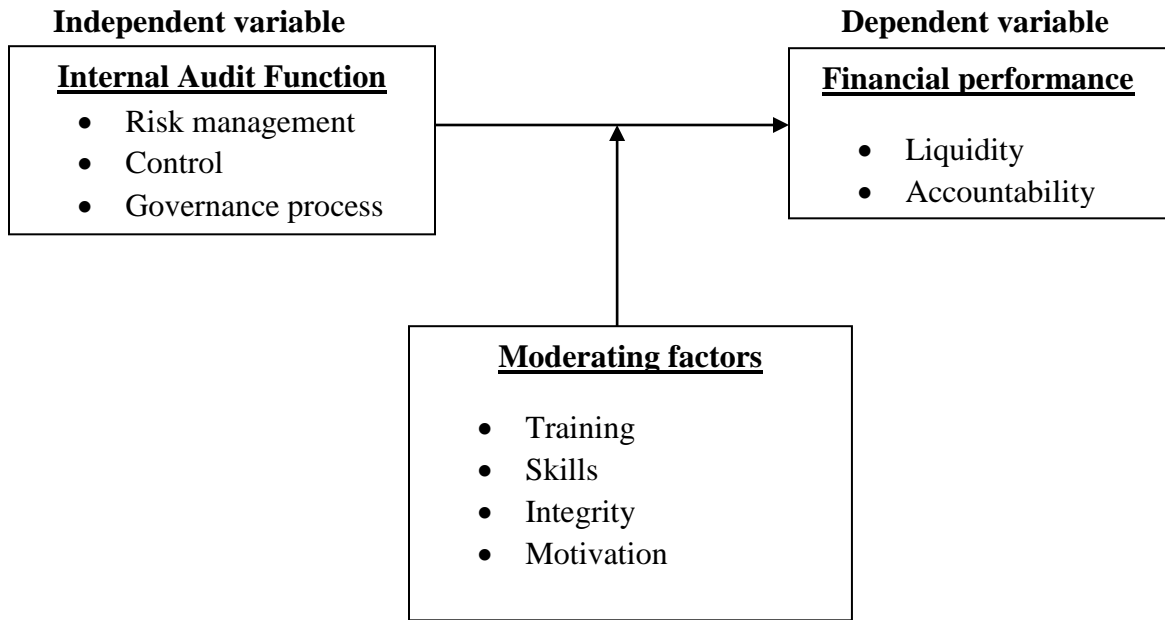 Independent variable
Dependent variable
Internal Audit Function
• Risk management
• Control
• Governance process
Financial performance
• Liquidity
• Accountability
Moderating factors
• Training
• Skills
• Integrity
• Motivation